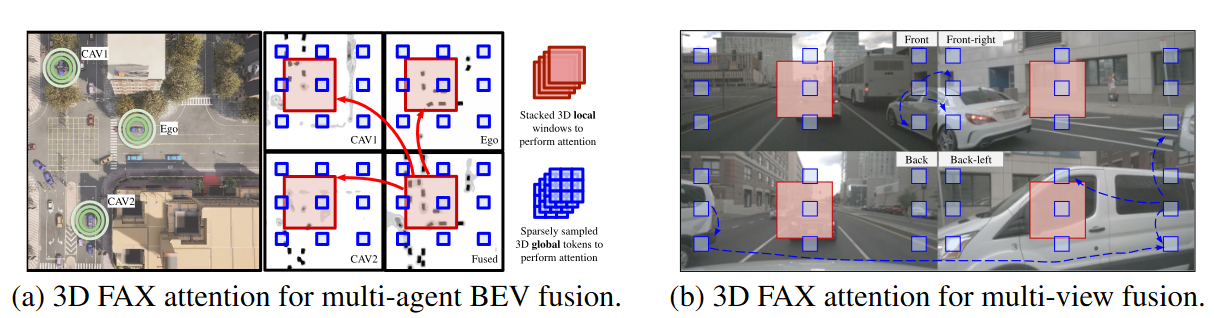 CAV1
Ego
CAV2
CAV1
Ego
CAV2
Fused
Stacked 3D local
windows to
perform attention
Sparsely sampled
3D global tokens to
perform attention
(a) 3D FAX attention for multi-agent BEV fusion.
Front
Front-right
Back
Back-left
(b) 3D FAX attention for multi-view fusion.